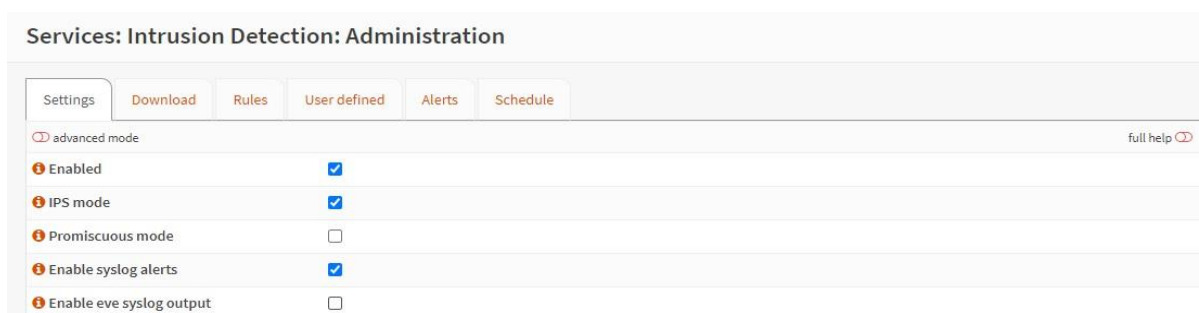 Services: Intrusion Detection: Administration
Settings Download Rules User defined Alerts Schedule
advanced mode full help
Enabled
IPS mode
Promiscuous mode
Enable syslog alerts
Enable eve syslog output